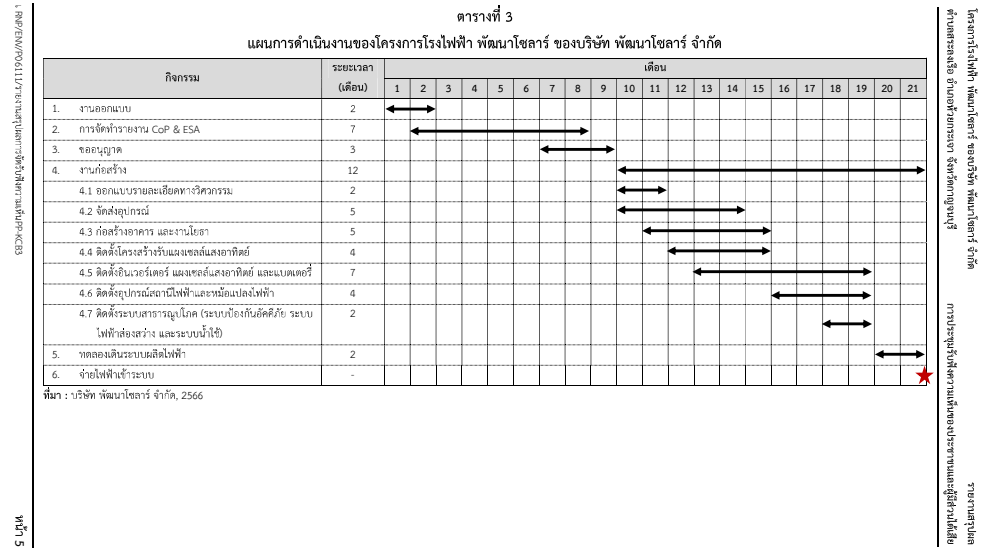 ตารางที่ 3
แผนการดำเนินงานของโครงการโรงไฟฟ้า พัฒนาโซลาร์ ของบริษัท พัฒนาโซลาร์ จำกัด
กิจกรรม ระยะเวลา (เดือน) เดือน
1 2 3 4 5 6 7 8 9 10 11 12 13 14 15 16 17 18 19 20 21
1. งานออกแบบ 2
2. การจัดทำรายงาน CoP & ESA 7
3. ขออนุญาต 3
4. งานก่อสร้าง 12
4.1 ออกแบบรายละเอียดทางวิศวกรรม 2
4.2 จัดส่งอุปกรณ์ 5
4.3 ก่อสร้างอาคาร และงานโยธา 5
4.4 ติดตั้งโครงสร้างรับแผงเซลล์แสงอาทิตย์ 4
4.5 ติดตั้งอินเวอร์เตอร์ แผงเซลล์แสงอาทิตย์ และแบตเตอรี่ 7
4.6 ติดตั้งอุปกรณ์สถานีไฟฟ้าและหม้อแปลงไฟฟ้า 4
4.7 ติดตั้งระบบสาธารณูปโภค (ระบบป้องกันอัคคีภัย ระบบ 2
ไฟฟ้าส่องสว่าง และระบบน้ำใช้)
5. ทดลองเดินระบบผลิตไฟฟ้า 2
6. จ่ายไฟฟ้าเข้าระบบ -
ที่มา : บริษัท พัฒนาโซลาร์ จำกัด, 2566
โครงการโรงไฟฟ้า พัฒนาโซลาร์ ของบริษัท พัฒนาโซลาร์ จำกัด
ตำบลสระลงเรือ อำเภอห้วยกระเจา จังหวัดกาญจนบุรี
รายงานสรุปผล
การประชุมรับฟังความเห็นของประชาชนและผู้มีส่วนได้เสีย
RNP/ENV/P06111/รายงานสรุปผลการจัดรับฟังความเห็น/PP-KCB3
หน้า 5